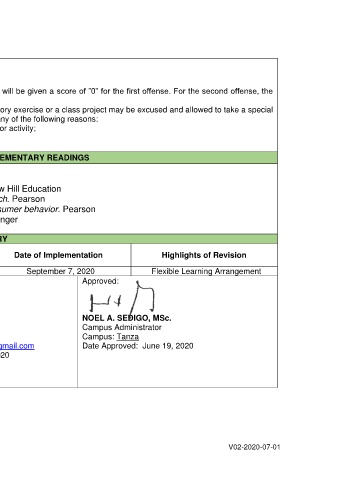 will be given a score of "0" for the first offense. For the second offense, the
ory exercise or a class project may be excused and allowed to take a special
any of the following reasons:
or activity;
EMENTARY READINGS
w Hill Education
ch. Pearson
sumer behavior. Pearson
nger
RY
Date of Implementation Highlights of Revision
September 7, 2020 Flexible Learning Arrangement
Approved:
NOEL A. SEDIGO, MSc.
Campus Administrator
Campus: Tanza
gmail.com Date Approved: June 19, 2020
020
V02-2020-07-01